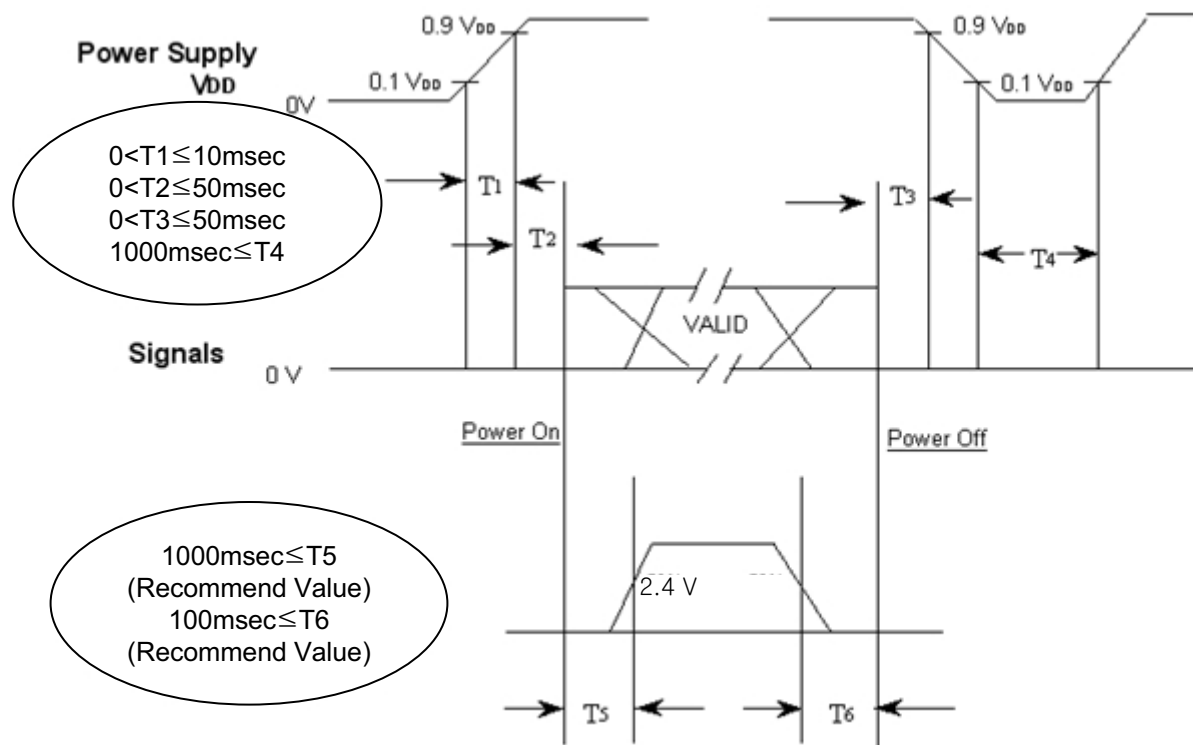 0.9 VDD
0.9 VDD
Power Supply
VDD
0.1 VDD
0.1 VDD
0V
0<T1≦10msec
0<T2≦50msec
0<T3≦50msec
1000msec≦T4
T1
T3
T2
T4
VALID
Signals
0 V
Power On
Power Off
1000msec≦T5
(Recommend Value)
100msec≦T6
(Recommend Value)
2.4 V
T5
T6